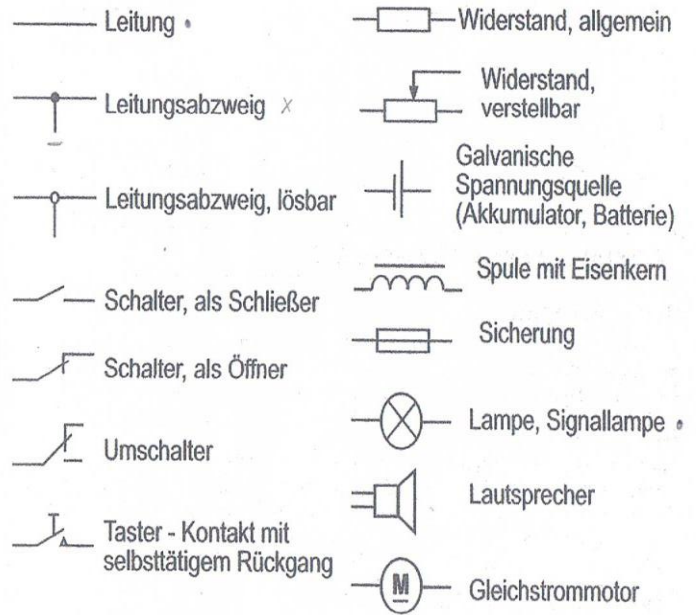 Leitung
Leitungsabzweig
Leitungsabzweig, lösbar
Schalter, als Schließer
Schalter, als Öffner
Umschalter
Taster - Kontakt mit
selbsttätigem Rückgang
Widerstand, allgemein
Widerstand,
verstellbar
Galvanische
Spannungsquelle
(Akkumulator, Batterie)
Spule mit Eisenkern
Sicherung
Lampe, Signallampe
Lautsprecher
M
Gleichstrommotor